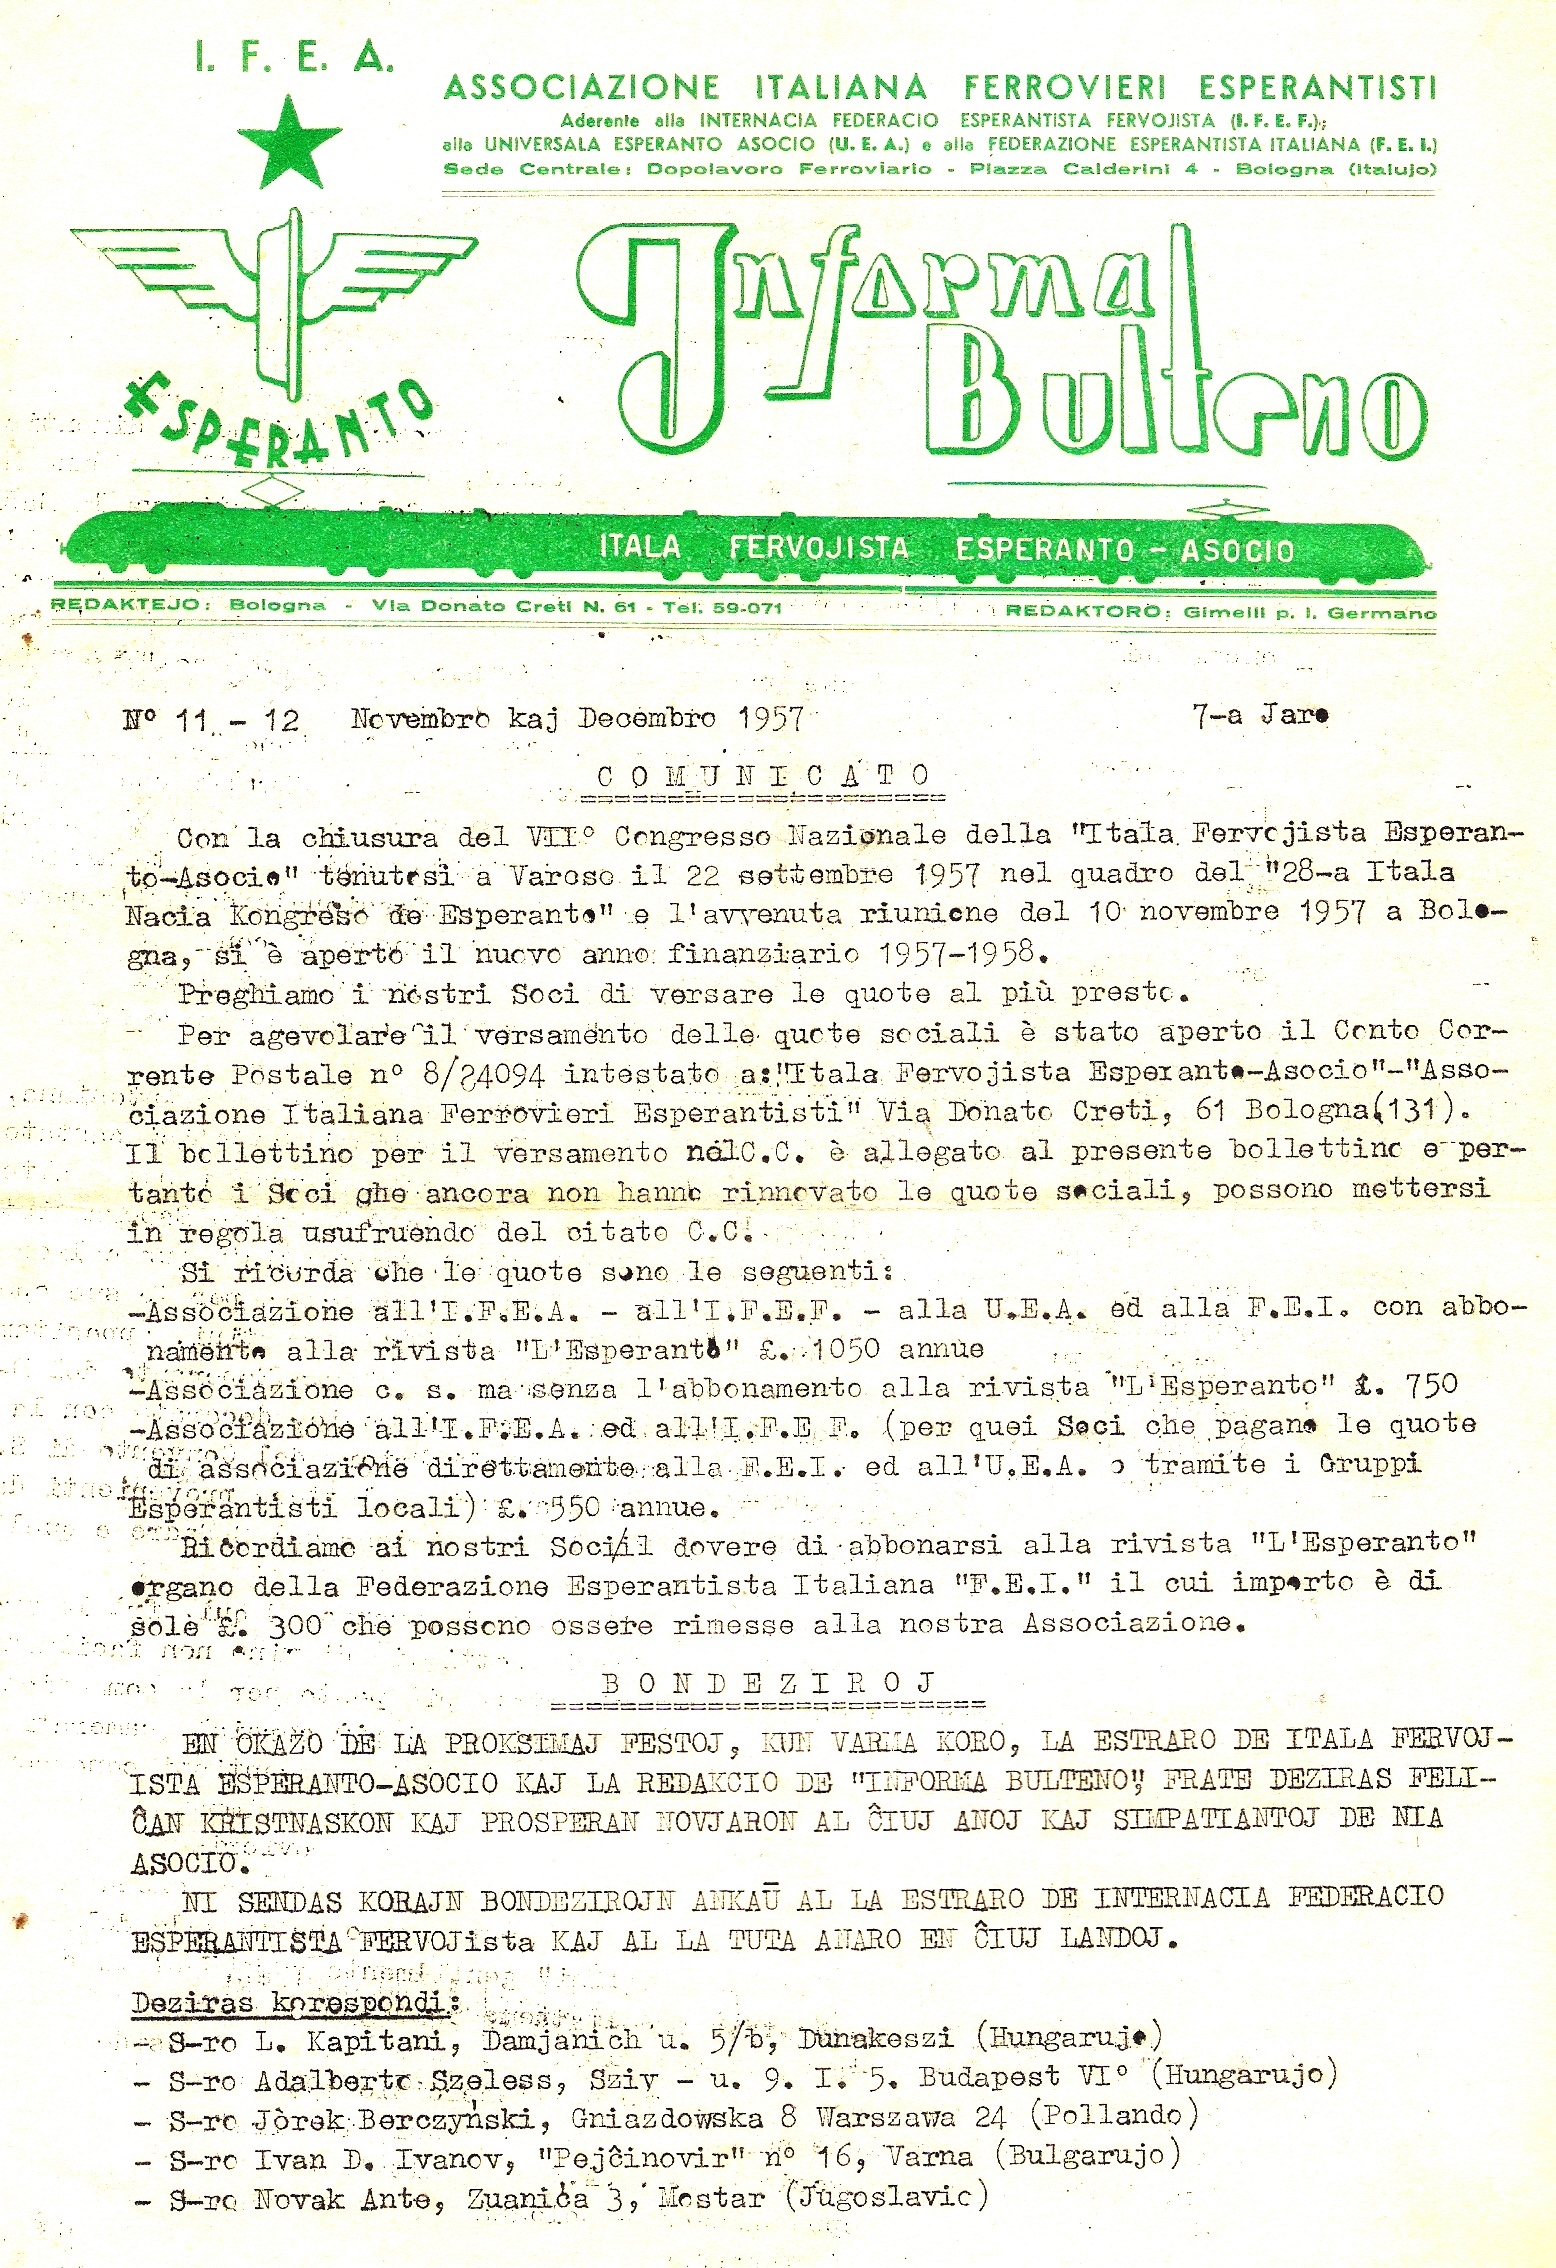 I. F. E. A.
ASSOCIAZIONE ITALIANA FERROVIERI ESPERANTISTI
Aderente alla INTERNACIA FEDERACIO ESPERANTISTA FERVOJISTA (I. F. E. F.);
alla UNIVERSALA ESPERANTO ASOCIO (U. E. A.) e alla FEDERAZIONE ESPERANTISTA ITALIANA (F. E. I.)
Sede Centrale: Dopolavoro Ferroviario - Piazza Calderini 4 - Bologna (Italujo)
ESPERANTO
Informa
Bulteno
ITALA FERVOJISTA ESPERANTO - ASOCIO
REDAKTEJO: Bologna - Via Donato Creti N. 61 - Tel. 59-071
REDAKTORO: Gimelli p. i. Germano
Nº 11 - 12 Novembro kaj Decembro 1957 7-a Jaro
COMUNICATO
Con la chiusura del VII° Congresso Nazionale della "Itala Fervojista Esperan-
to-Asocio" tenutosi a Varese il 22 settembre 1957 nel quadro del "28-a Itala
Nacia Kongreso de Esperanto" e l'avvenuta riunione del 10 novembre 1957 a Bolo-
gna, si è aperto il nuovo anno finanziario 1957-1958.
Preghiamo i nostri Soci di versare le quote al più presto.
Per agevolare il versamento delle quote sociali è stato aperto il Conto Cor-
rente Postale nº 8/24094 intestato a:"Itala Fervojista Esperanto-Asocio"-"Asso-
ciazione Italiana Ferrovieri Esperantisti" Via Donato Creti, 61 Bologna(131).
Il bollettino per il versamento nel C.C. è allegato al presente bollettino e per-
tanto i Soci che ancora non hanno rinnovato le quote sociali, possono mettersi
in regola usufruendo del citato C.C.
Si ricorda che le quote sono le seguenti:
-Associazione all'I.F.E.A. - all'I.F.E.F. - alla U.E.A. ed alla F.E.I. con abbo-
namento alla rivista "L'Esperanto" £. 1050 annue
-Associazione c. s. ma senza l'abbonamento alla rivista "L'Esperanto" £. 750
-Associazione all'I.F.E.A. ed all'I.F.E F. (per quei Soci che pagano le quote
di associazione direttamente alla F.E.I. ed all'U.E.A. o tramite i Gruppi
Esperantisti locali) £. 550 annue.
Ricordiamo ai nostri Soci/il dovere di abbonarsi alla rivista "L'Esperanto"
organo della Federazione Esperantista Italiana "F.E.I." il cui importo è di
sole £. 300 che possono essere rimesse alla nostra Associazione.
BONDEZIROJ
EN OKAZO DE LA PROKSIMAJ FESTOJ, KUN VARMA KORO, LA ESTRARO DE ITALA FERVOJ-
ISTA ESPERANTO-ASOCIO KAJ LA REDAKCIO DE "INFORMA BULTENO", FRATE DEZIRAS FELI-
ĈAN KRISTNASKON KAJ PROSPERAN NOVJARON AL ĈIUJ ANOJ KAJ SIMPATIANTOJ DE NIA
ASOCIO.
NI SENDAS KORAJN BONDEZIROJN ANKAŬ AL LA ESTRARO DE INTERNACIA FEDERACIO
ESPERANTISTA FERVOJista KAJ AL LA TUTA ANARO EN ĈIUJ LANDOJ.
Deziras korespondi:
- S-ro L. Kapitani, Damjanich u. 5/b, Dunakeszi (Hungarujo)
- S-ro Adalberto Szeless, Sziv - u. 9. I. 5. Budapest VI° (Hungarujo)
- S-ro Jòrek Berczyński, Gniazdowska 8 Warszawa 24 (Pollando)
- S-ro Ivan D. Ivanov, "Pejĉinovir" nº 16, Varna (Bulgarujo)
- S-ro Novak Ante, Zuanića 3, Mostar (Jugoslavio)